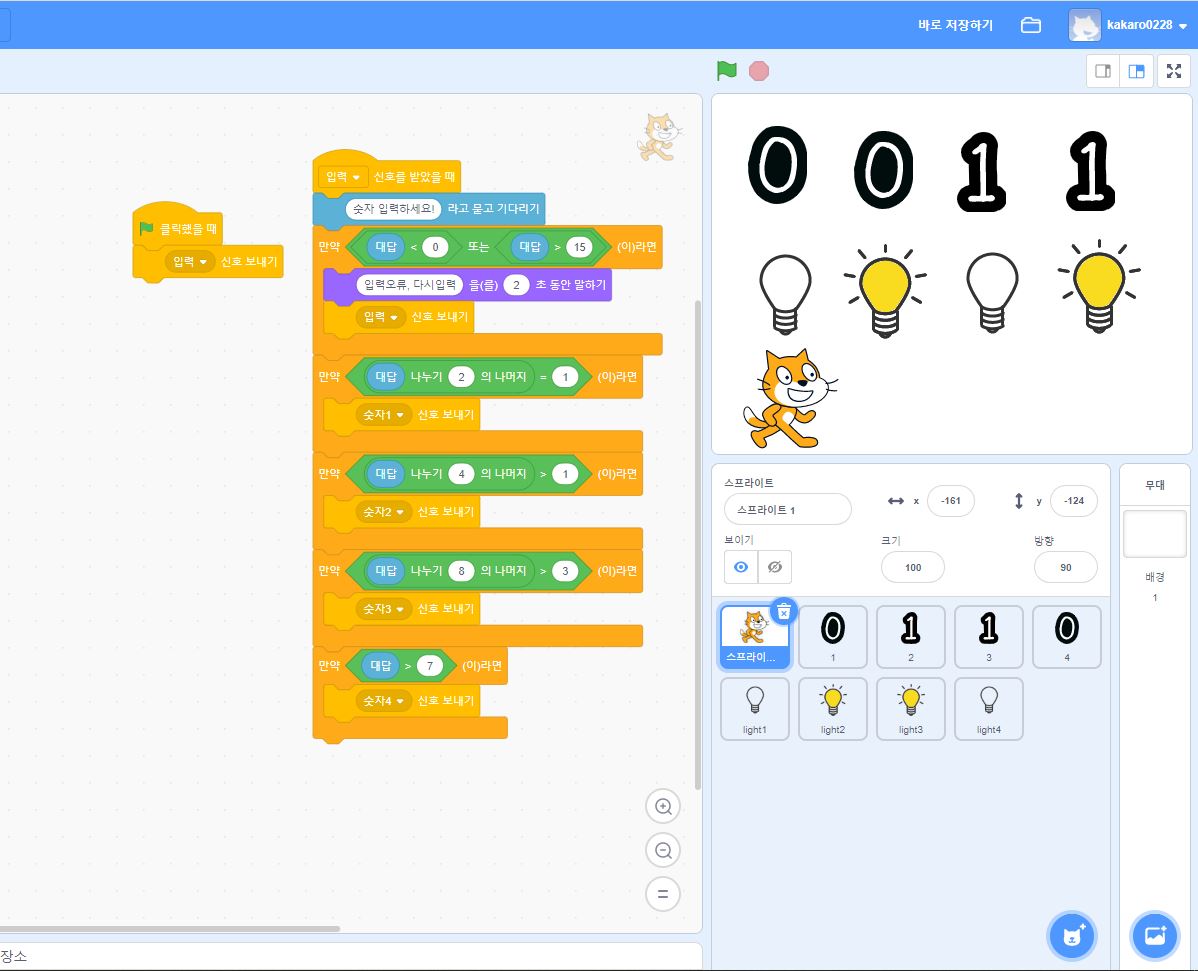 바로 저장하기
kakaro0228
0 0 1 1
입력 신호를 받았을 때
숫자 입력하세요! 라고 묻고 기다리기
클릭했을 때
만약 대답 < 0 또는 대답 > 15 (이)라면
입력 신호 보내기
입력오류, 다시입력 을(를) 2 초 동안 말하기
입력 신호 보내기
만약 대답 나누기 2 의 나머지 = 1 (이)라면
숫자1 신호 보내기
만약 대답 나누기 4 의 나머지 > 1 (이)라면
숫자2 신호 보내기
만약 대답 나누기 8 의 나머지 > 3 (이)라면
숫자3 신호 보내기
만약 대답 > 7 (이)라면
숫자4 신호 보내기
장소
스프라이트
스프라이트 1
x -161
y -124
보이기
크기 100
방향 90
스프라이...
0
1
1
2
1
3
0
4
light1
light2
light3
light4
무대
배경
1